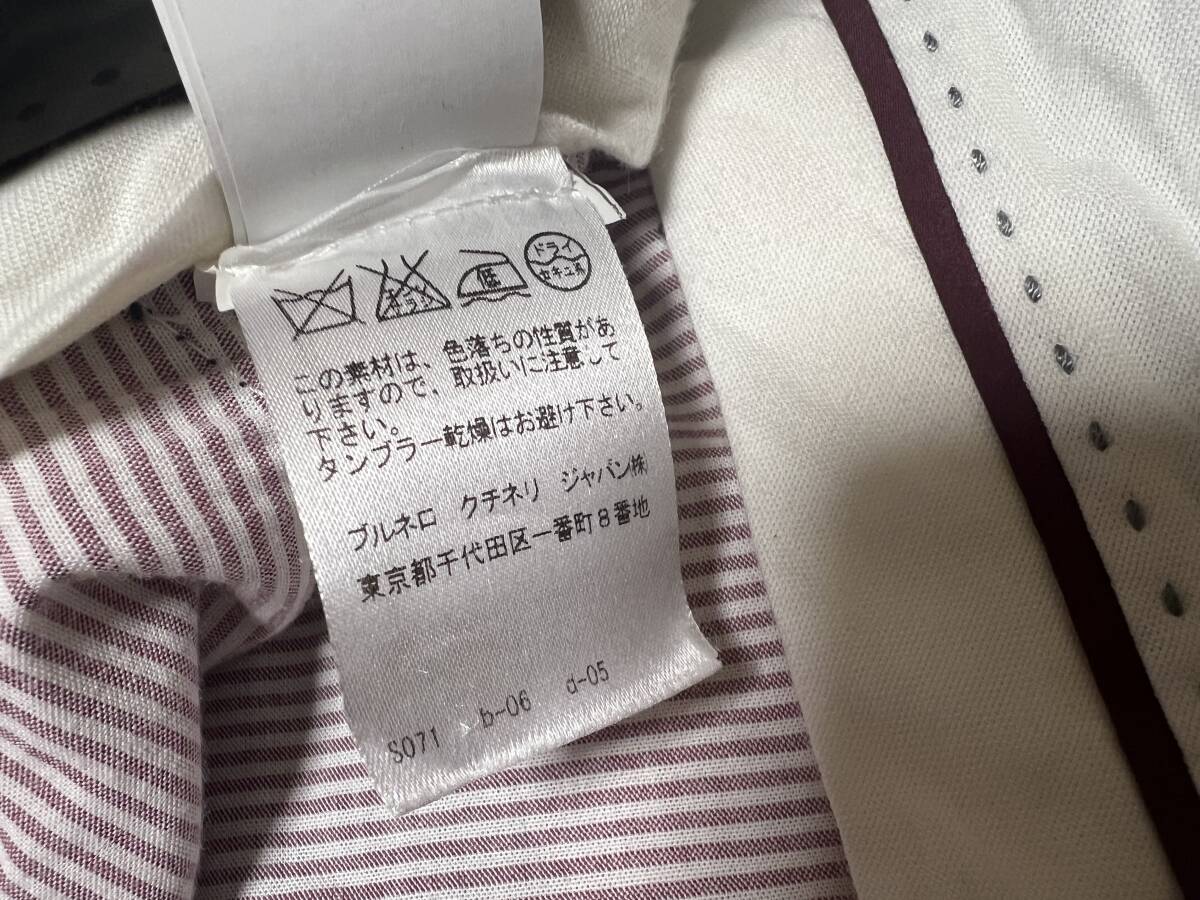 エンソ
低
ドライ
セキユ系
この素材は、色落ちの性質があ
りますので、取扱いに注意して
下さい。
タンブラー乾燥はお避け下さい。
ブルネロ クチネリ ジャパン㈱
東京都千代田区一番町8番地
S071 b-06 d-05